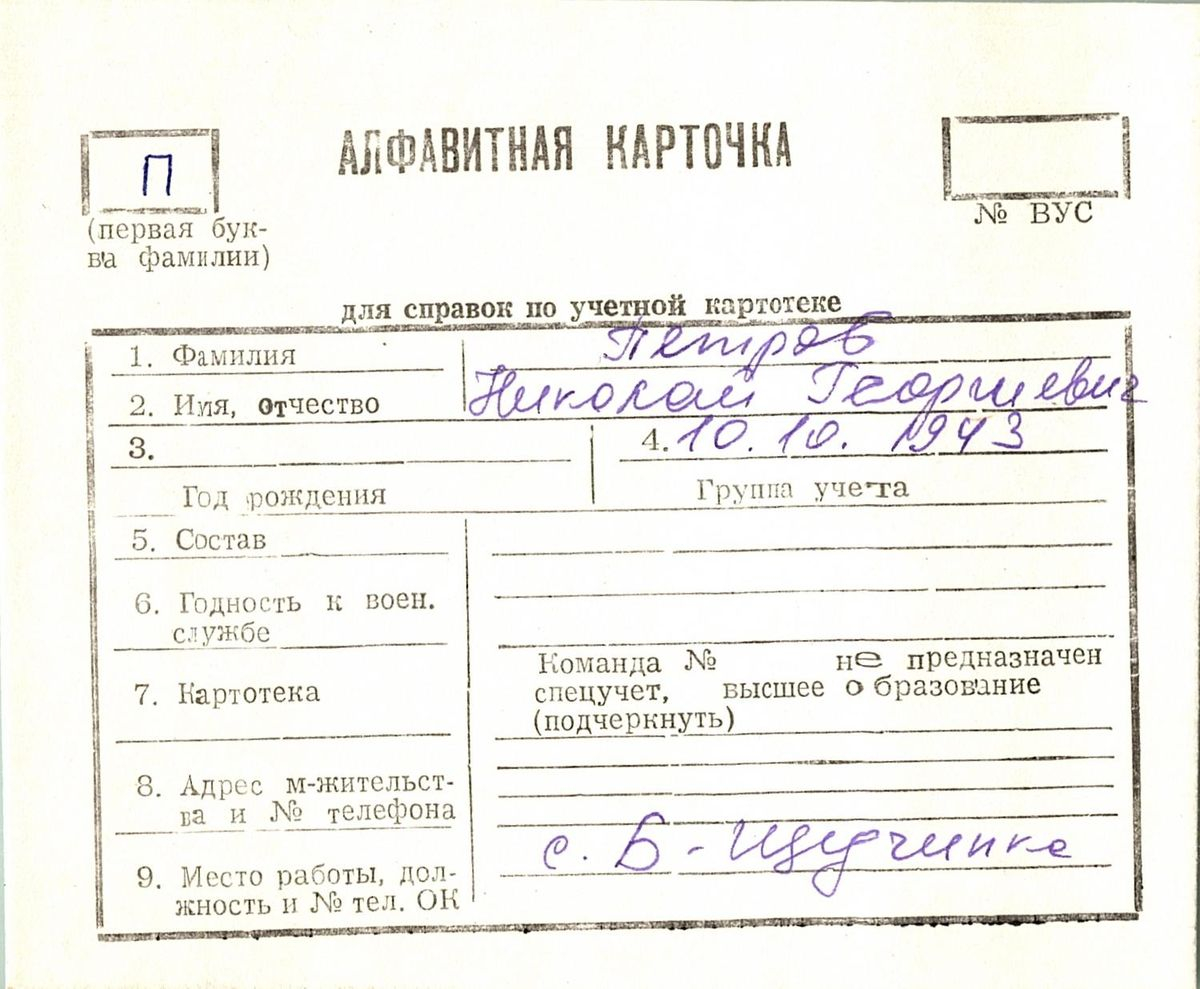 П
АЛФАВИТНАЯ КАРТОЧКА
(первая бук-
ва фамилии)
№ ВУС
для справок по учетной картотеке
1. Фамилия Петров
2. Имя, отчество Николай Георгиевич
3. 4. 10.10. 1943
Год рождения Группа учета
5. Состав
6. Годность к воен.
службе
7. Картотека
Команда № не предназначен
спецучет, высшее образование
(подчеркнуть)
8. Адрес м-жительст-
ва и № телефона
с. Б -
9. Место работы, дол-
жность и № тел. ОК